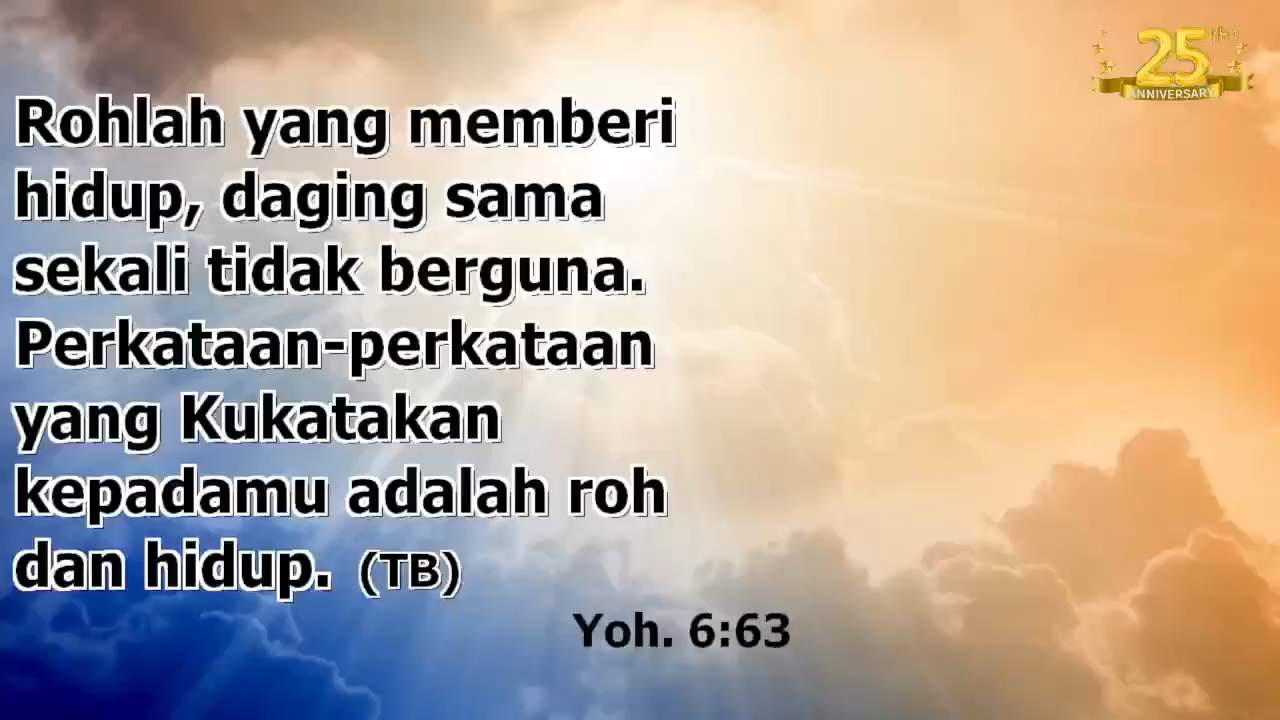 25th
ANNIVERSARY
Rohlah yang memberi
hidup, daging sama
sekali tidak berguna.
Perkataan-perkataan
yang Kukatakan
kepadamu adalah roh
dan hidup. (TB)
Yoh. 6:63